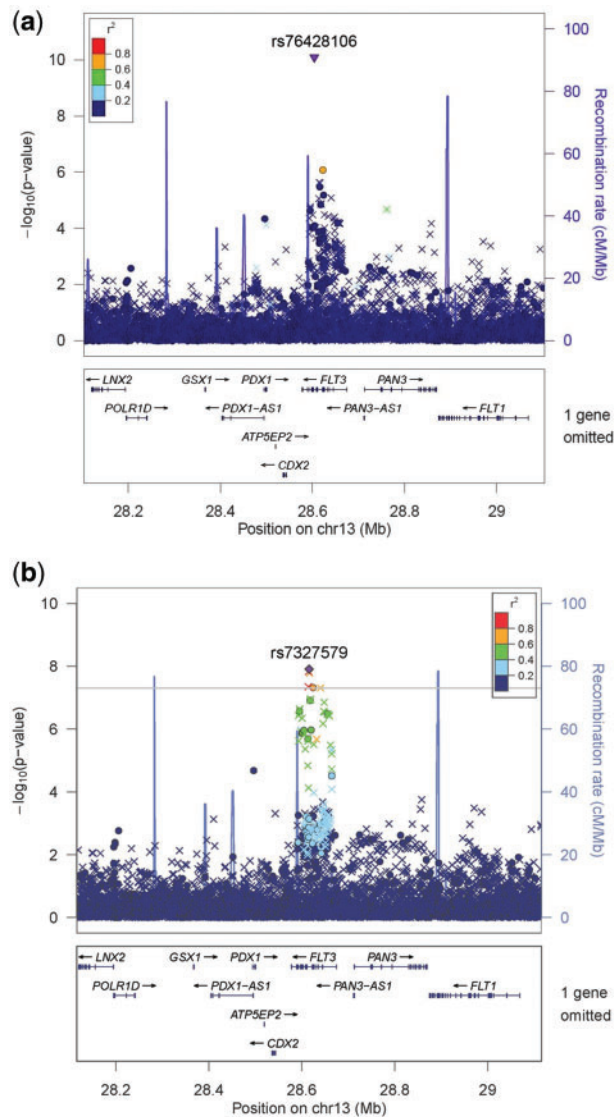 (a)
r²
0.8
0.6
0.4
0.2
rs76428106
10
8
6
4
2
0
−log₁₀(p-value)
100
80
60
40
20
0
Recombination rate (cM/Mb)
← LNX2
GSX1 →
PDX1 →
← FLT3
PAN3 →
POLR1D →
← PDX1−AS1
← PAN3−AS1
← FLT1
ATP5EP2 →
← CDX2
1 gene
omitted
28.2 28.4 28.6 28.8 29
Position on chr13 (Mb)
(b)
r²
0.8
0.6
0.4
0.2
rs7327579
10
8
6
4
2
0
−log₁₀(p-value)
100
80
60
40
20
0
Recombination rate (cM/Mb)
← LNX2
GSX1 →
PDX1 →
← FLT3
PAN3 →
POLR1D →
← PDX1−AS1
← PAN3−AS1
← FLT1
ATP5EP2 →
← CDX2
1 gene
omitted
28.2 28.4 28.6 28.8 29
Position on chr13 (Mb)